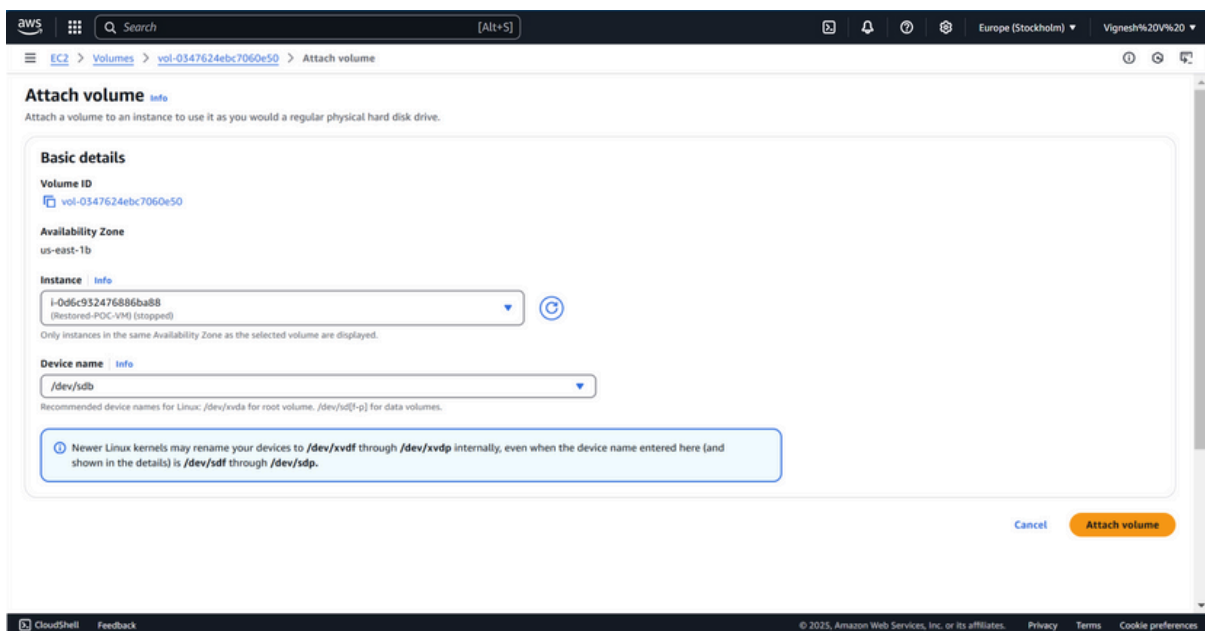 aws
Search [Alt+S]
Europe (Stockholm)
Vignesh%20V%20
EC2 > Volumes > vol-0347624ebc7060e50 > Attach volume
Attach volume Info
Attach a volume to an instance to use it as you would a regular physical hard disk drive.
Basic details
Volume ID
vol-0347624ebc7060e50
Availability Zone
us-east-1b
Instance | Info
i-0d6c932476886ba88
(Restored-POC-VM) (stopped)
Only instances in the same Availability Zone as the selected volume are displayed.
Device name | Info
/dev/sdb
Recommended device names for Linux: /dev/xvda for root volume. /dev/sd[f-p] for data volumes.
Newer Linux kernels may rename your devices to /dev/xvdf through /dev/xvdp internally, even when the device name entered here (and
shown in the details) is /dev/sdf through /dev/sdp.
Cancel
Attach volume
CloudShell Feedback
© 2025, Amazon Web Services, Inc. or its affiliates. Privacy Terms Cookie preferences